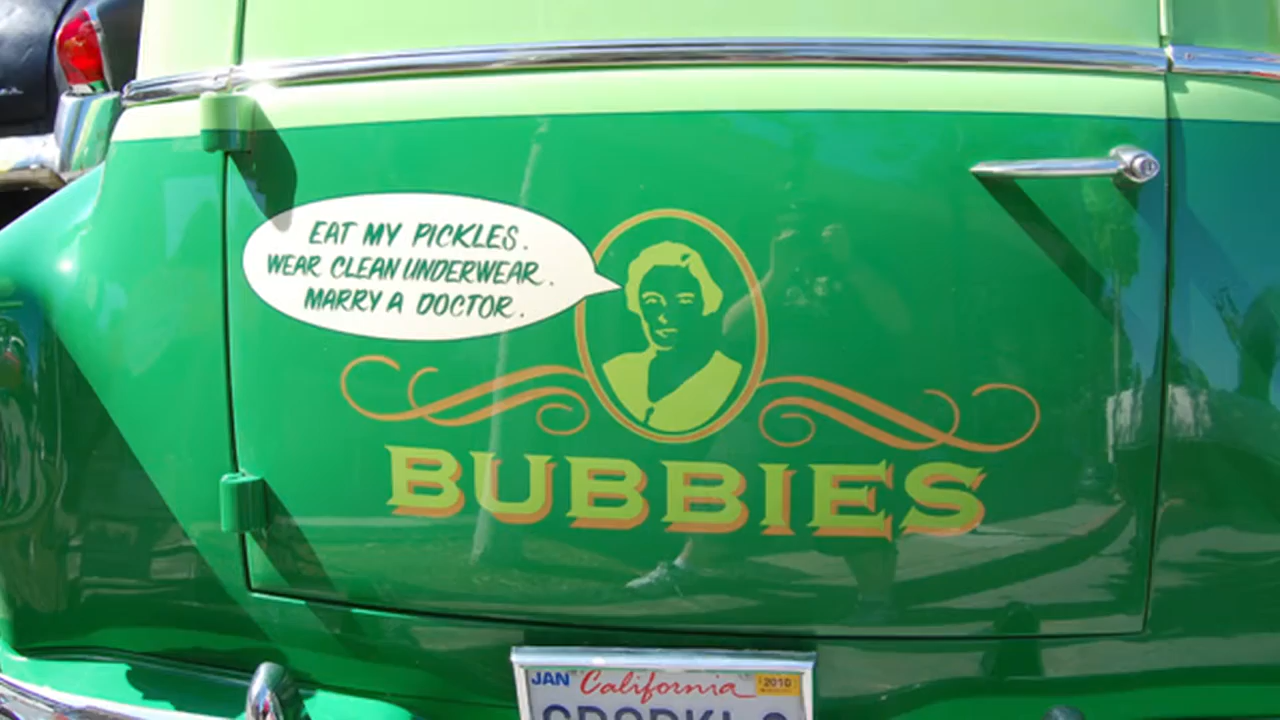 EAT MY PICKLES.
WEAR CLEAN UNDERWEAR.
MARRY A DOCTOR.
BUBBIES
JAN California 2010